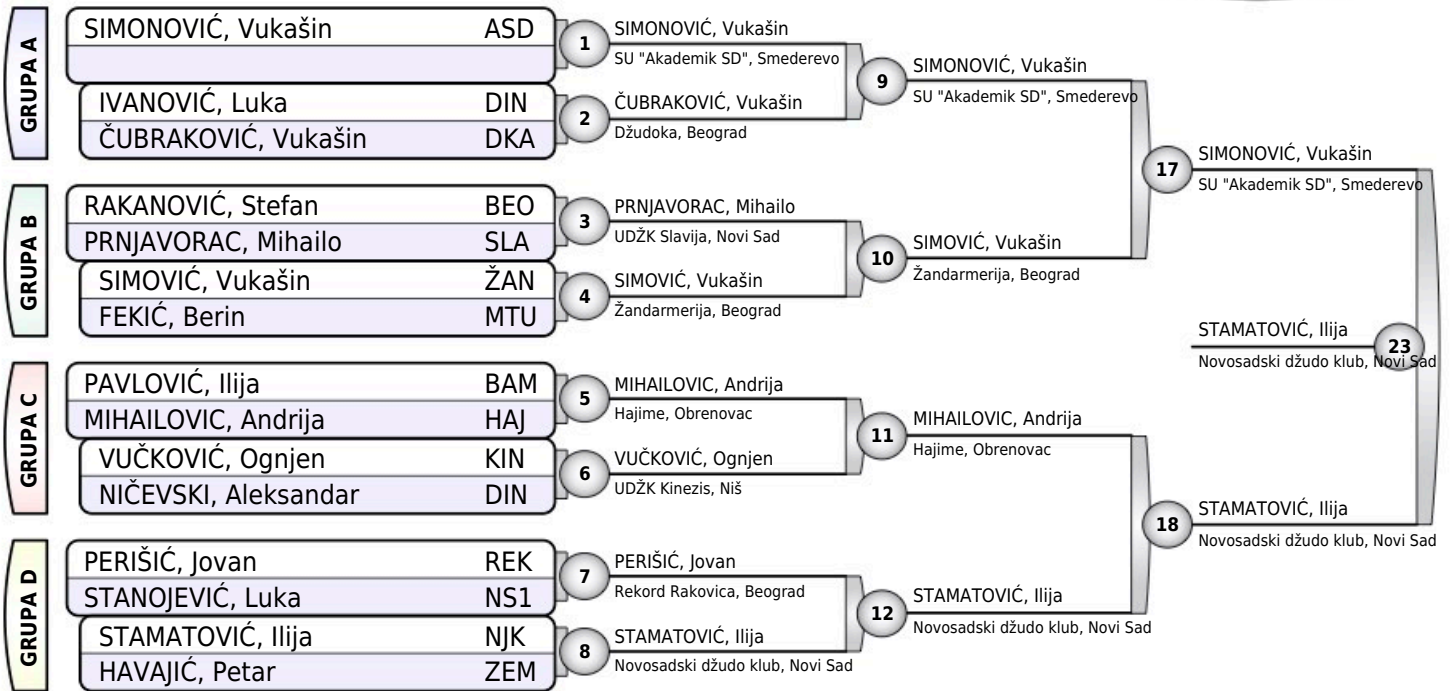 GRUPA A
SIMONOVIĆ, Vukašin ASD
IVANOVIĆ, Luka DIN
ČUBRAKOVIĆ, Vukašin DKA
GRUPA B
RAKANOVIĆ, Stefan BEO
PRNJAVORAC, Mihailo SLA
SIMOVIĆ, Vukašin ŽAN
FEKIĆ, Berin MTU
GRUPA C
PAVLOVIĆ, Ilija BAM
MIHAILOVIC, Andrija HAJ
VUČKOVIĆ, Ognjen KIN
NIČEVSKI, Aleksandar DIN
GRUPA D
PERIŠIĆ, Jovan REK
STANOJEVIĆ, Luka NS1
STAMATOVIĆ, Ilija NJK
HAVAJIĆ, Petar ZEM
1
SIMONOVIĆ, Vukašin
SU "Akademik SD", Smederevo
2
ČUBRAKOVIĆ, Vukašin
Džudoka, Beograd
3
PRNJAVORAC, Mihailo
UDŽK Slavija, Novi Sad
4
SIMOVIĆ, Vukašin
Žandarmerija, Beograd
5
MIHAILOVIC, Andrija
Hajime, Obrenovac
6
VUČKOVIĆ, Ognjen
UDŽK Kinezis, Niš
7
PERIŠIĆ, Jovan
Rekord Rakovica, Beograd
8
STAMATOVIĆ, Ilija
Novosadski džudo klub, Novi Sad
9
SIMONOVIĆ, Vukašin
SU "Akademik SD", Smederevo
10
SIMOVIĆ, Vukašin
Žandarmerija, Beograd
11
MIHAILOVIC, Andrija
Hajime, Obrenovac
12
STAMATOVIĆ, Ilija
Novosadski džudo klub, Novi Sad
17
SIMONOVIĆ, Vukašin
SU "Akademik SD", Smederevo
18
STAMATOVIĆ, Ilija
Novosadski džudo klub, Novi Sad
STAMATOVIĆ, Ilija
23
Novosadski džudo klub, Novi Sad